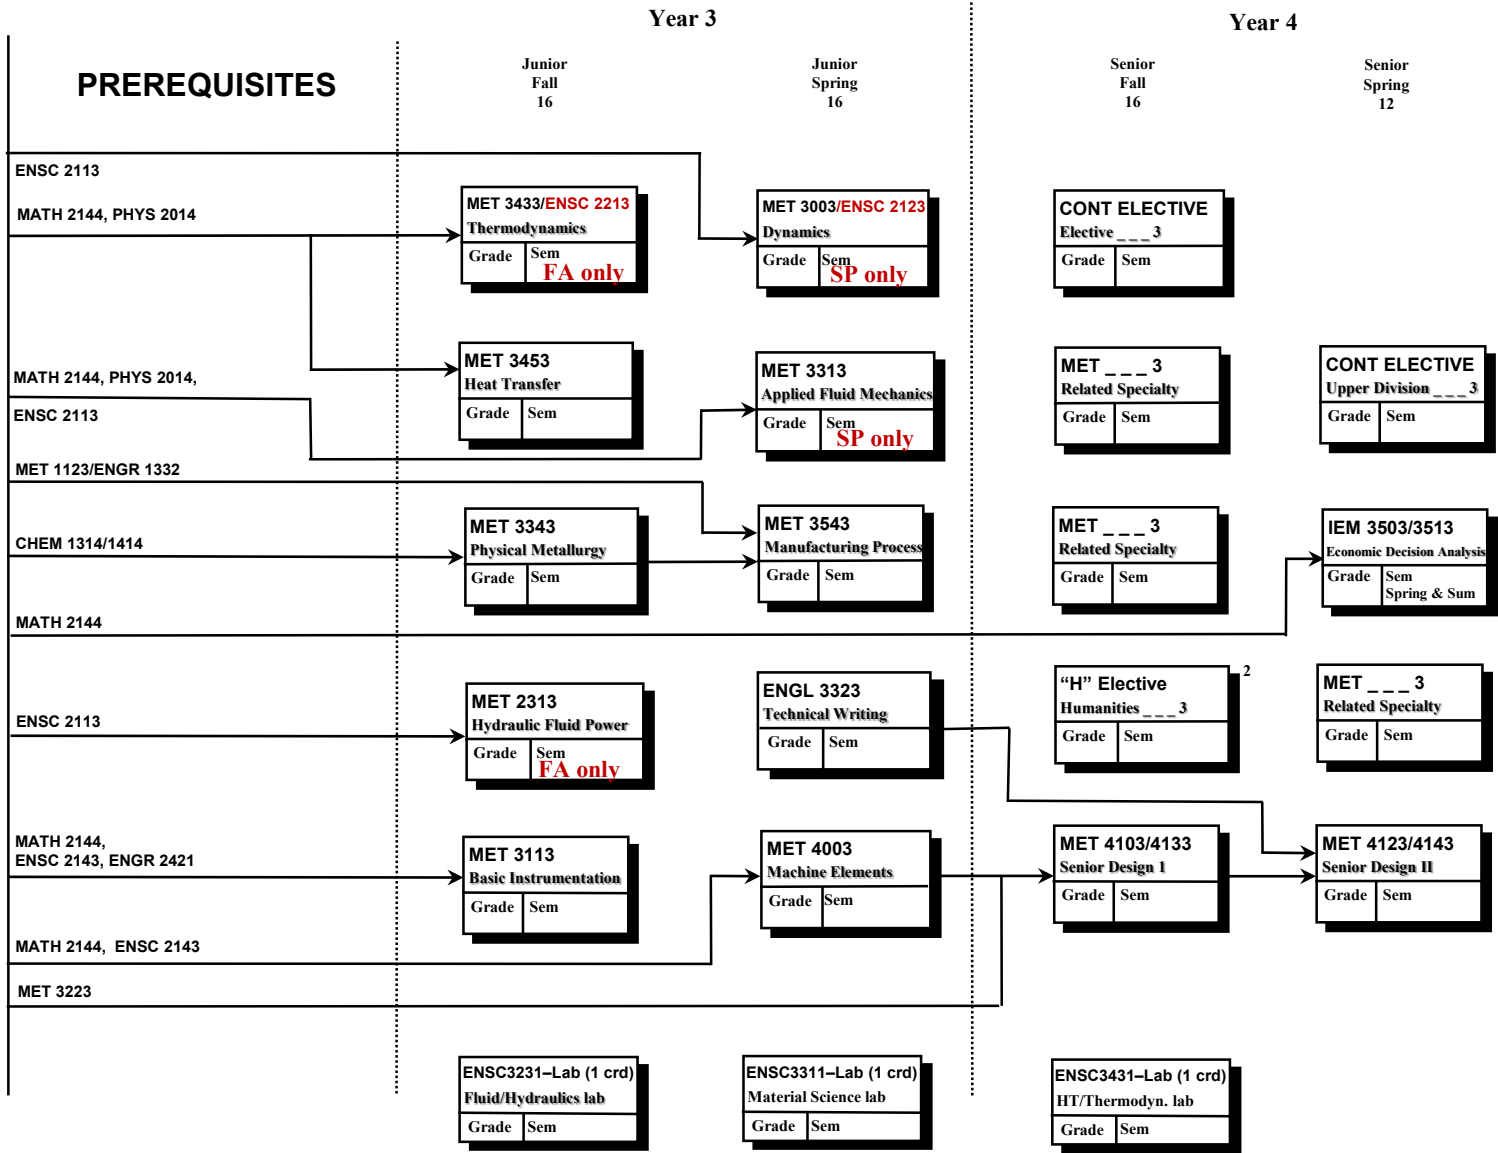 Year 3
Year 4
PREREQUISITES
Junior
Fall
16
Junior
Spring
16
Senior
Fall
16
Senior
Spring
12
ENSC 2113
MATH 2144, PHYS 2014
MET 3433/ENSC 2213
Thermodynamics
Grade Sem
FA only
MET 3003/ENSC 2123
Dynamics
Grade Sem
SP only
CONT ELECTIVE
Elective _ _ _ 3
Grade Sem
MATH 2144, PHYS 2014,
ENSC 2113
MET 3453
Heat Transfer
Grade Sem
MET 3313
Applied Fluid Mechanics
Grade Sem
SP only
MET _ _ _ 3
Related Specialty
Grade Sem
CONT ELECTIVE
Upper Division _ _ _ 3
Grade Sem
MET 1123/ENGR 1332
CHEM 1314/1414
MET 3343
Physical Metallurgy
Grade Sem
MET 3543
Manufacturing Process
Grade Sem
MET _ _ _ 3
Related Specialty
Grade Sem
IEM 3503/3513
Economic Decision Analysis
Grade Sem
Spring & Sum
MATH 2144
ENSC 2113
MET 2313
Hydraulic Fluid Power
Grade Sem
FA only
ENGL 3323
Technical Writing
Grade Sem
“H” Elective 2
Humanities _ _ _ 3
Grade Sem
MET _ _ _ 3
Related Specialty
Grade Sem
MATH 2144,
ENSC 2143, ENGR 2421
MET 3113
Basic Instrumentation
Grade Sem
MET 4003
Machine Elements
Grade Sem
MET 4103/4133
Senior Design 1
Grade Sem
MET 4123/4143
Senior Design II
Grade Sem
MATH 2144, ENSC 2143
MET 3223
ENSC3231–Lab (1 crd)
Fluid/Hydraulics lab
Grade Sem
ENSC3311–Lab (1 crd)
Material Science lab
Grade Sem
ENSC3431–Lab (1 crd)
HT/Thermodyn. lab
Grade Sem